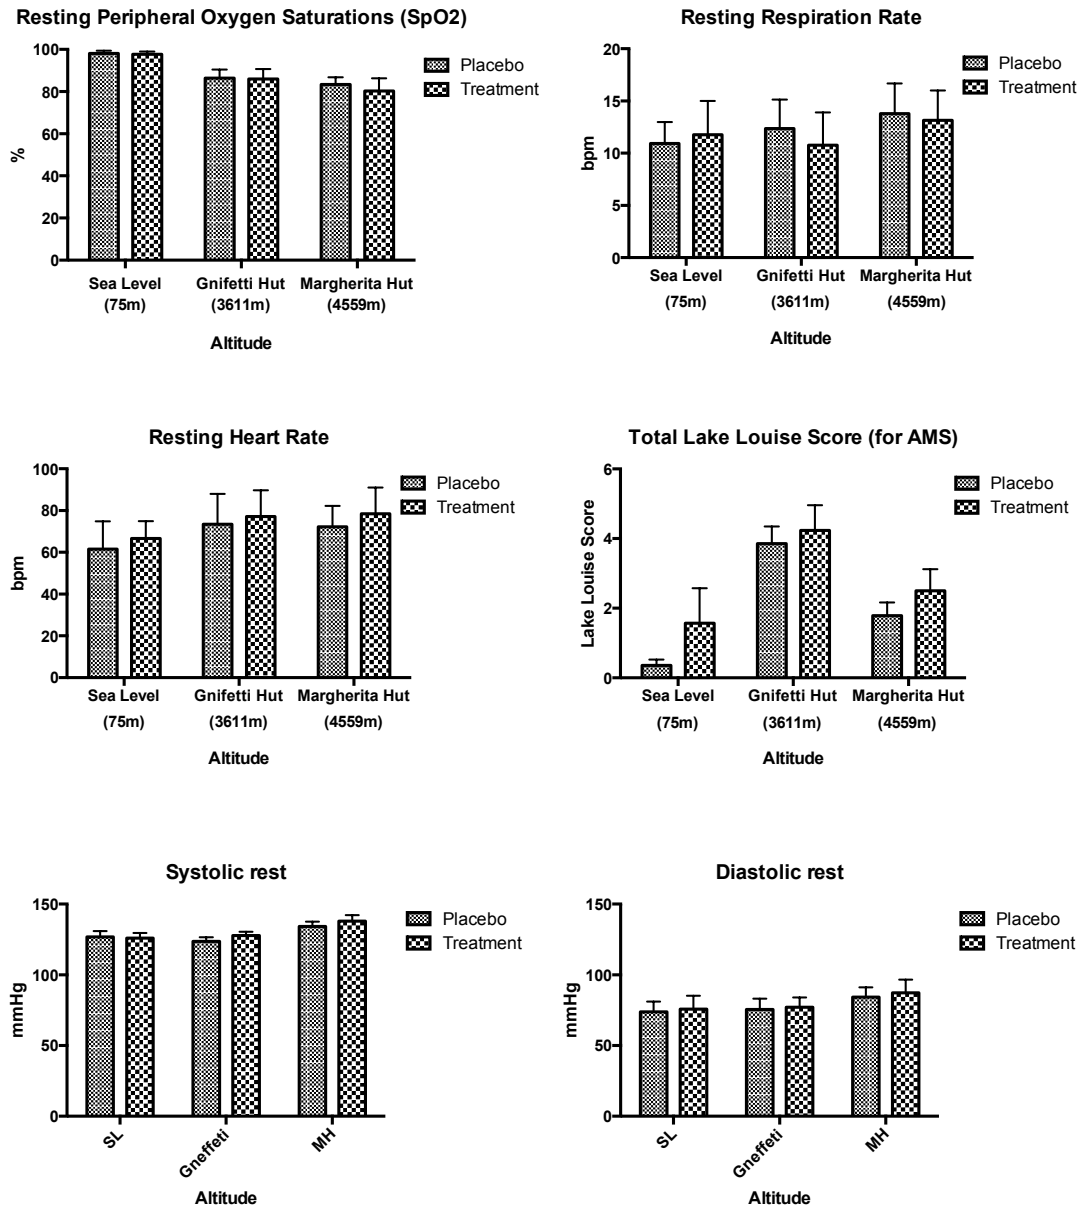 Resting Peripheral Oxygen Saturations (SpO2)
100
80
60
40
20
0
%
Placebo
Treatment
Sea Level
(75m)
Gnifetti Hut
(3611m)
Margherita Hut
(4559m)
Altitude
Resting Respiration Rate
20
15
10
5
0
bpm
Placebo
Treatment
Sea Level
(75m)
Gnifetti Hut
(3611m)
Margherita Hut
(4559m)
Altitude
Resting Heart Rate
100
80
60
40
20
0
bpm
Placebo
Treatment
Sea Level
(75m)
Gnifetti Hut
(3611m)
Margherita Hut
(4559m)
Altitude
Total Lake Louise Score (for AMS)
6
4
2
0
Lake Louise Score
Placebo
Treatment
Sea Level
(75m)
Gnifetti Hut
(3611m)
Margherita Hut
(4559m)
Altitude
Systolic rest
150
100
50
0
mmHg
Placebo
Treatment
SL
Gneffeti
MH
Altitude
Diastolic rest
150
100
50
0
mmHg
Placebo
Treatment
SL
Gneffeti
MH
Altitude